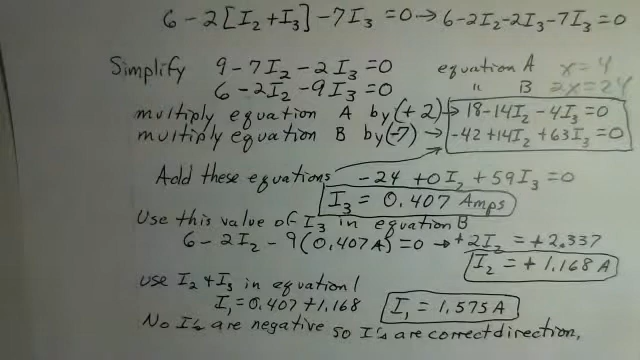 6 - 2[I₂+I₃] - 7I₃ = 0 → 6 - 2I₂ - 2I₃ - 7I₃ = 0
Simplify 9 - 7I₂ - 2I₃ = 0 equation A x = 4
6 - 2I₂ - 9I₃ = 0 " B 2x = 24
multiply equation A by (+2) → 18 - 14I₂ - 4I₃ = 0
multiply equation B by (-7) → -42 + 14I₂ + 63I₃ = 0
Add these equations -24 + 0I₂ + 59I₃ = 0
I₃ = 0.407 Amps
Use this value of I₃ in equation B
6 - 2I₂ - 9(0.407A) = 0 → +2I₂ = +2.337
I₂ = + 1.168 A
use I₂ + I₃ in equation 1
I₁ = 0.407 + 1.168 I₁ = 1.575 A
No I's are negative so I's are correct direction,